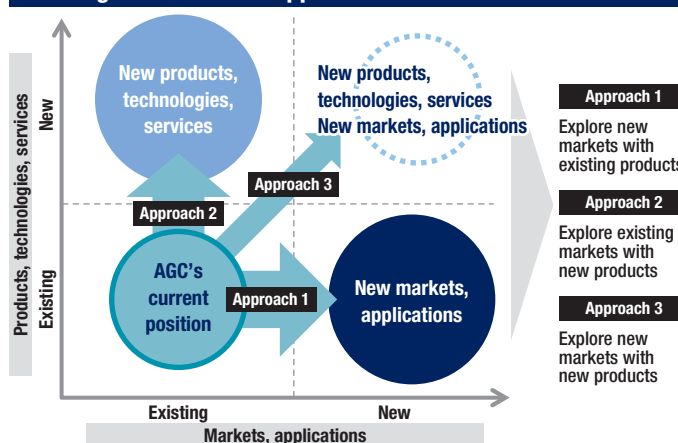 New products,
technologies,
services
New products,
technologies, services
New markets, applications
Approach 3
Approach 2
AGC's
current
position
Approach 1
New markets,
applications
Products, technologies, services
New
Existing
Existing
New
Markets, applications
Approach 1
Explore new
markets with
existing products
Approach 2
Explore existing
markets with
new products
Approach 3
Explore new
markets with
new products